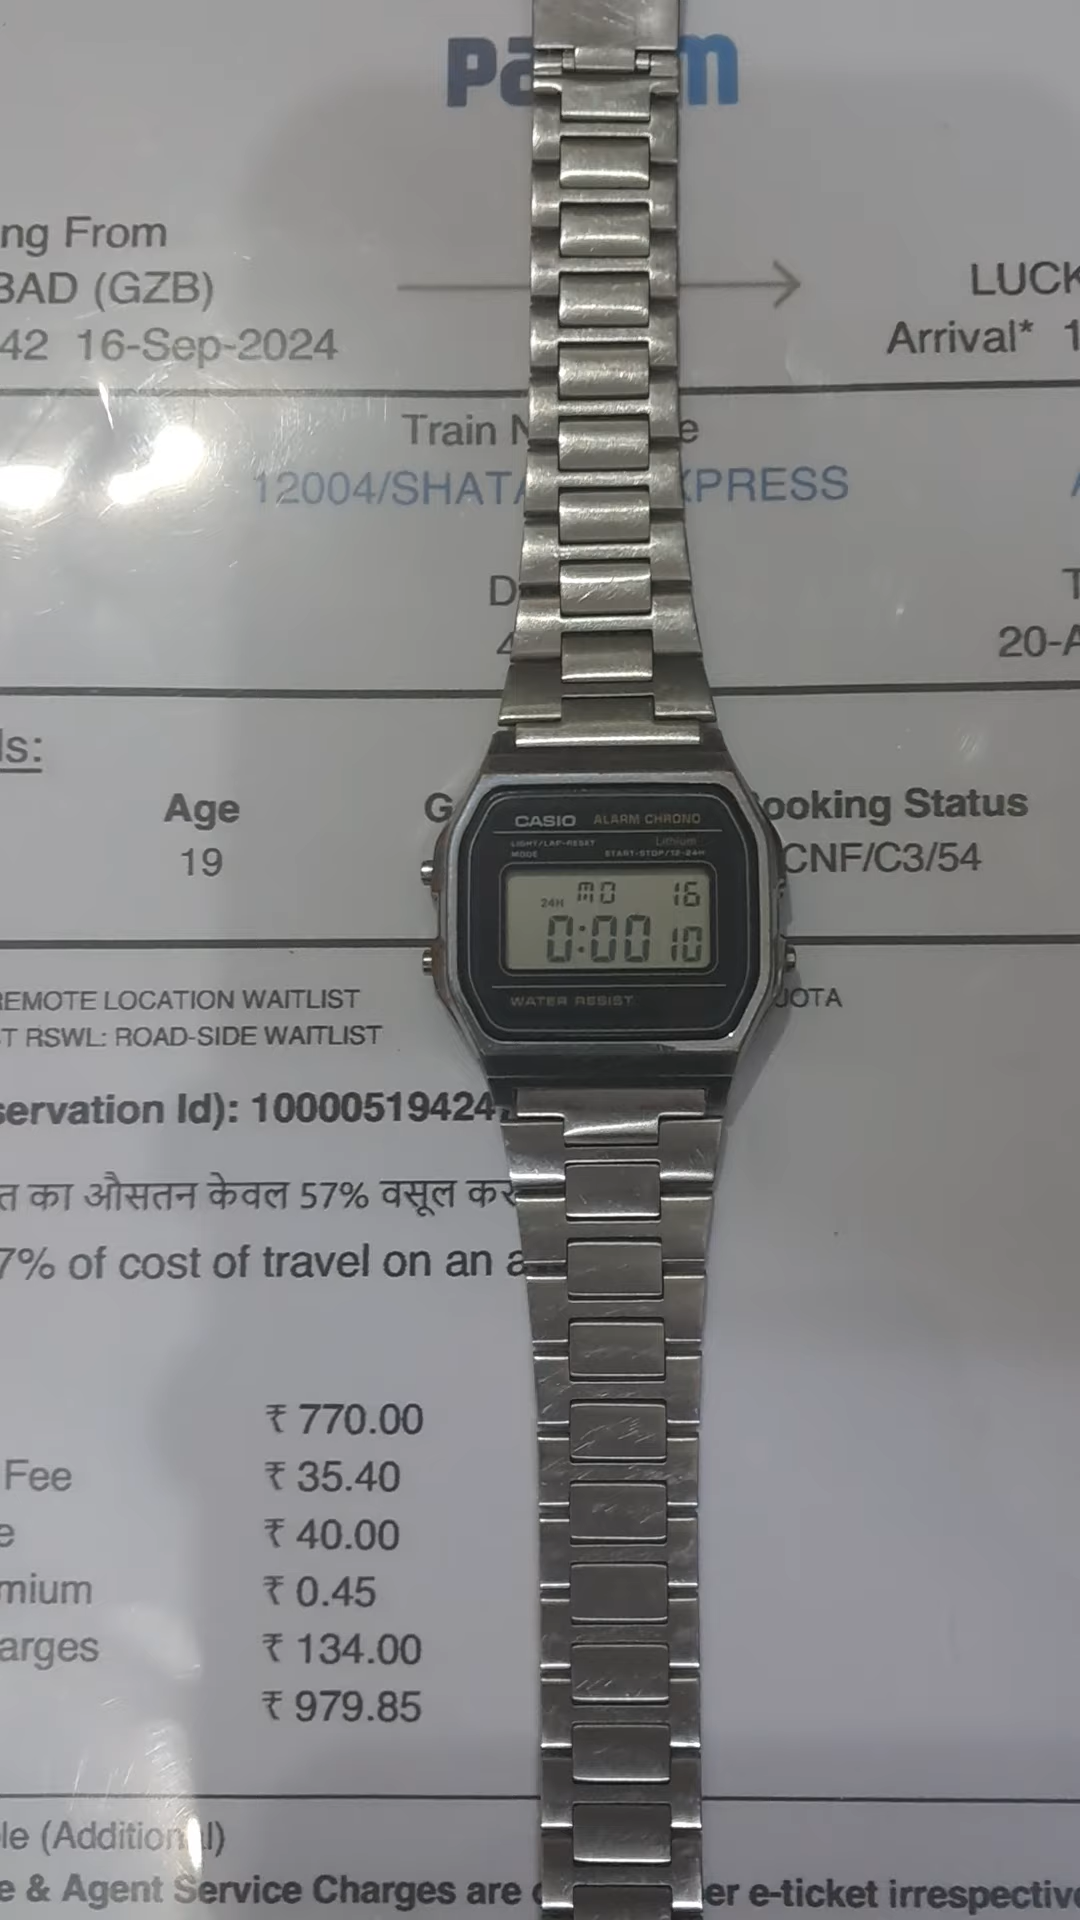 ng From
BAD (GZB)
LUCK
42 16-Sep-2024
Arrival* 1
Train N e
12004/SHATA XPRESS
D
20-A
ls:
Age
G
ooking Status
19
CNF/C3/54
CASIO ALARM CHRONO
Lithium
LIGHT/LAP-RESET
MODE
START-STOP/12-24H
24H MO 16
0:00 10
WATER RESIST
REMOTE LOCATION WAITLIST
UOTA
T RSWL: ROAD-SIDE WAITLIST
servation Id): 10000519424
त का औसतन केवल 57% वसूल कर
7% of cost of travel on an a
₹ 770.00
Fee ₹ 35.40
e ₹ 40.00
mium ₹ 0.45
arges ₹ 134.00
₹ 979.85
le (Additional)
e & Agent Service Charges are er e-ticket irrespective